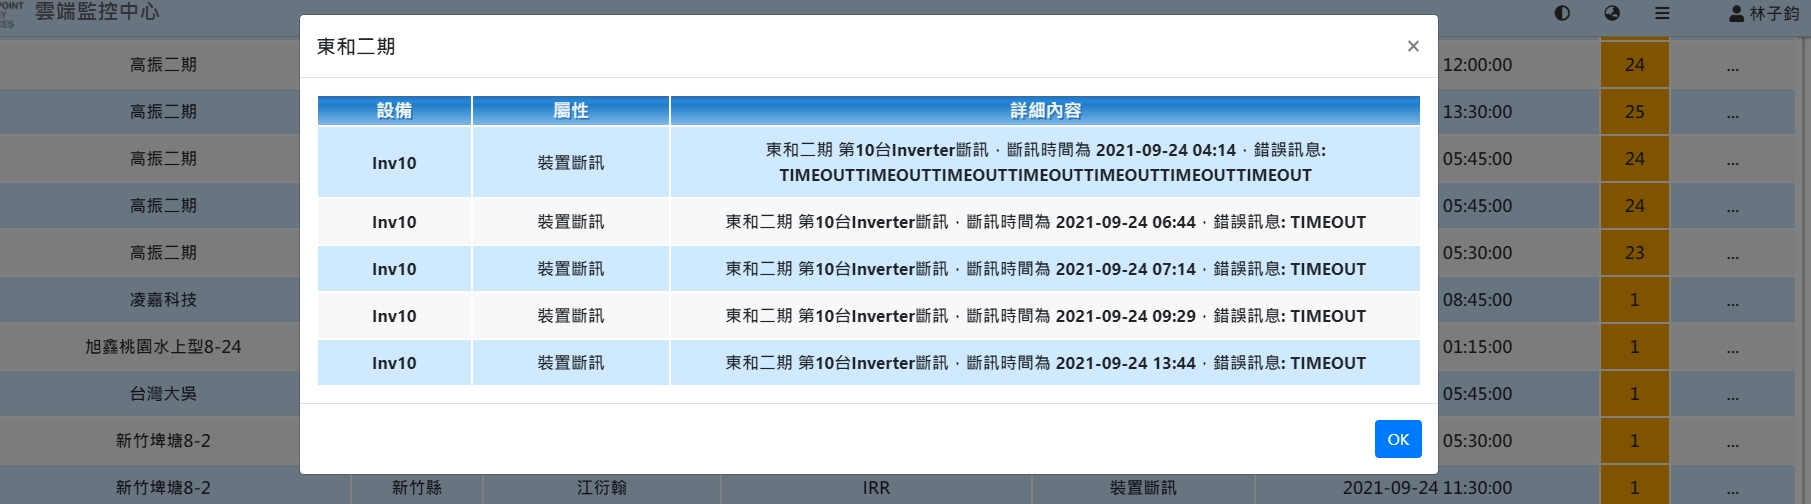 POINT
雲端監控中心
林子鈞
東和二期
×
設備 屬性 詳細內容
Inv10 裝置斷訊 東和二期 第10台Inverter斷訊，斷訊時間為 2021-09-24 04:14，錯誤訊息:
TIMEOUTTIMEOUTTIMEOUTTIMEOUTTIMEOUTTIMEOUTTIMEOUT
Inv10 裝置斷訊 東和二期 第10台Inverter斷訊，斷訊時間為 2021-09-24 06:44，錯誤訊息: TIMEOUT
Inv10 裝置斷訊 東和二期 第10台Inverter斷訊，斷訊時間為 2021-09-24 07:14，錯誤訊息: TIMEOUT
Inv10 裝置斷訊 東和二期 第10台Inverter斷訊，斷訊時間為 2021-09-24 09:29，錯誤訊息: TIMEOUT
Inv10 裝置斷訊 東和二期 第10台Inverter斷訊，斷訊時間為 2021-09-24 13:44，錯誤訊息: TIMEOUT
OK
高振二期 12:00:00 24 ...
高振二期 13:30:00 25 ...
高振二期 05:45:00 24 ...
高振二期 05:45:00 24 ...
高振二期 05:30:00 23 ...
凌嘉科技 08:45:00 1 ...
旭鑫桃園水上型8-24 01:15:00 1 ...
台灣大吳 05:45:00 1 ...
新竹埤塘8-2 05:30:00 1 ...
新竹埤塘8-2 新竹縣 江衍翰 IRR 裝置斷訊 2021-09-24 11:30:00 1 ...